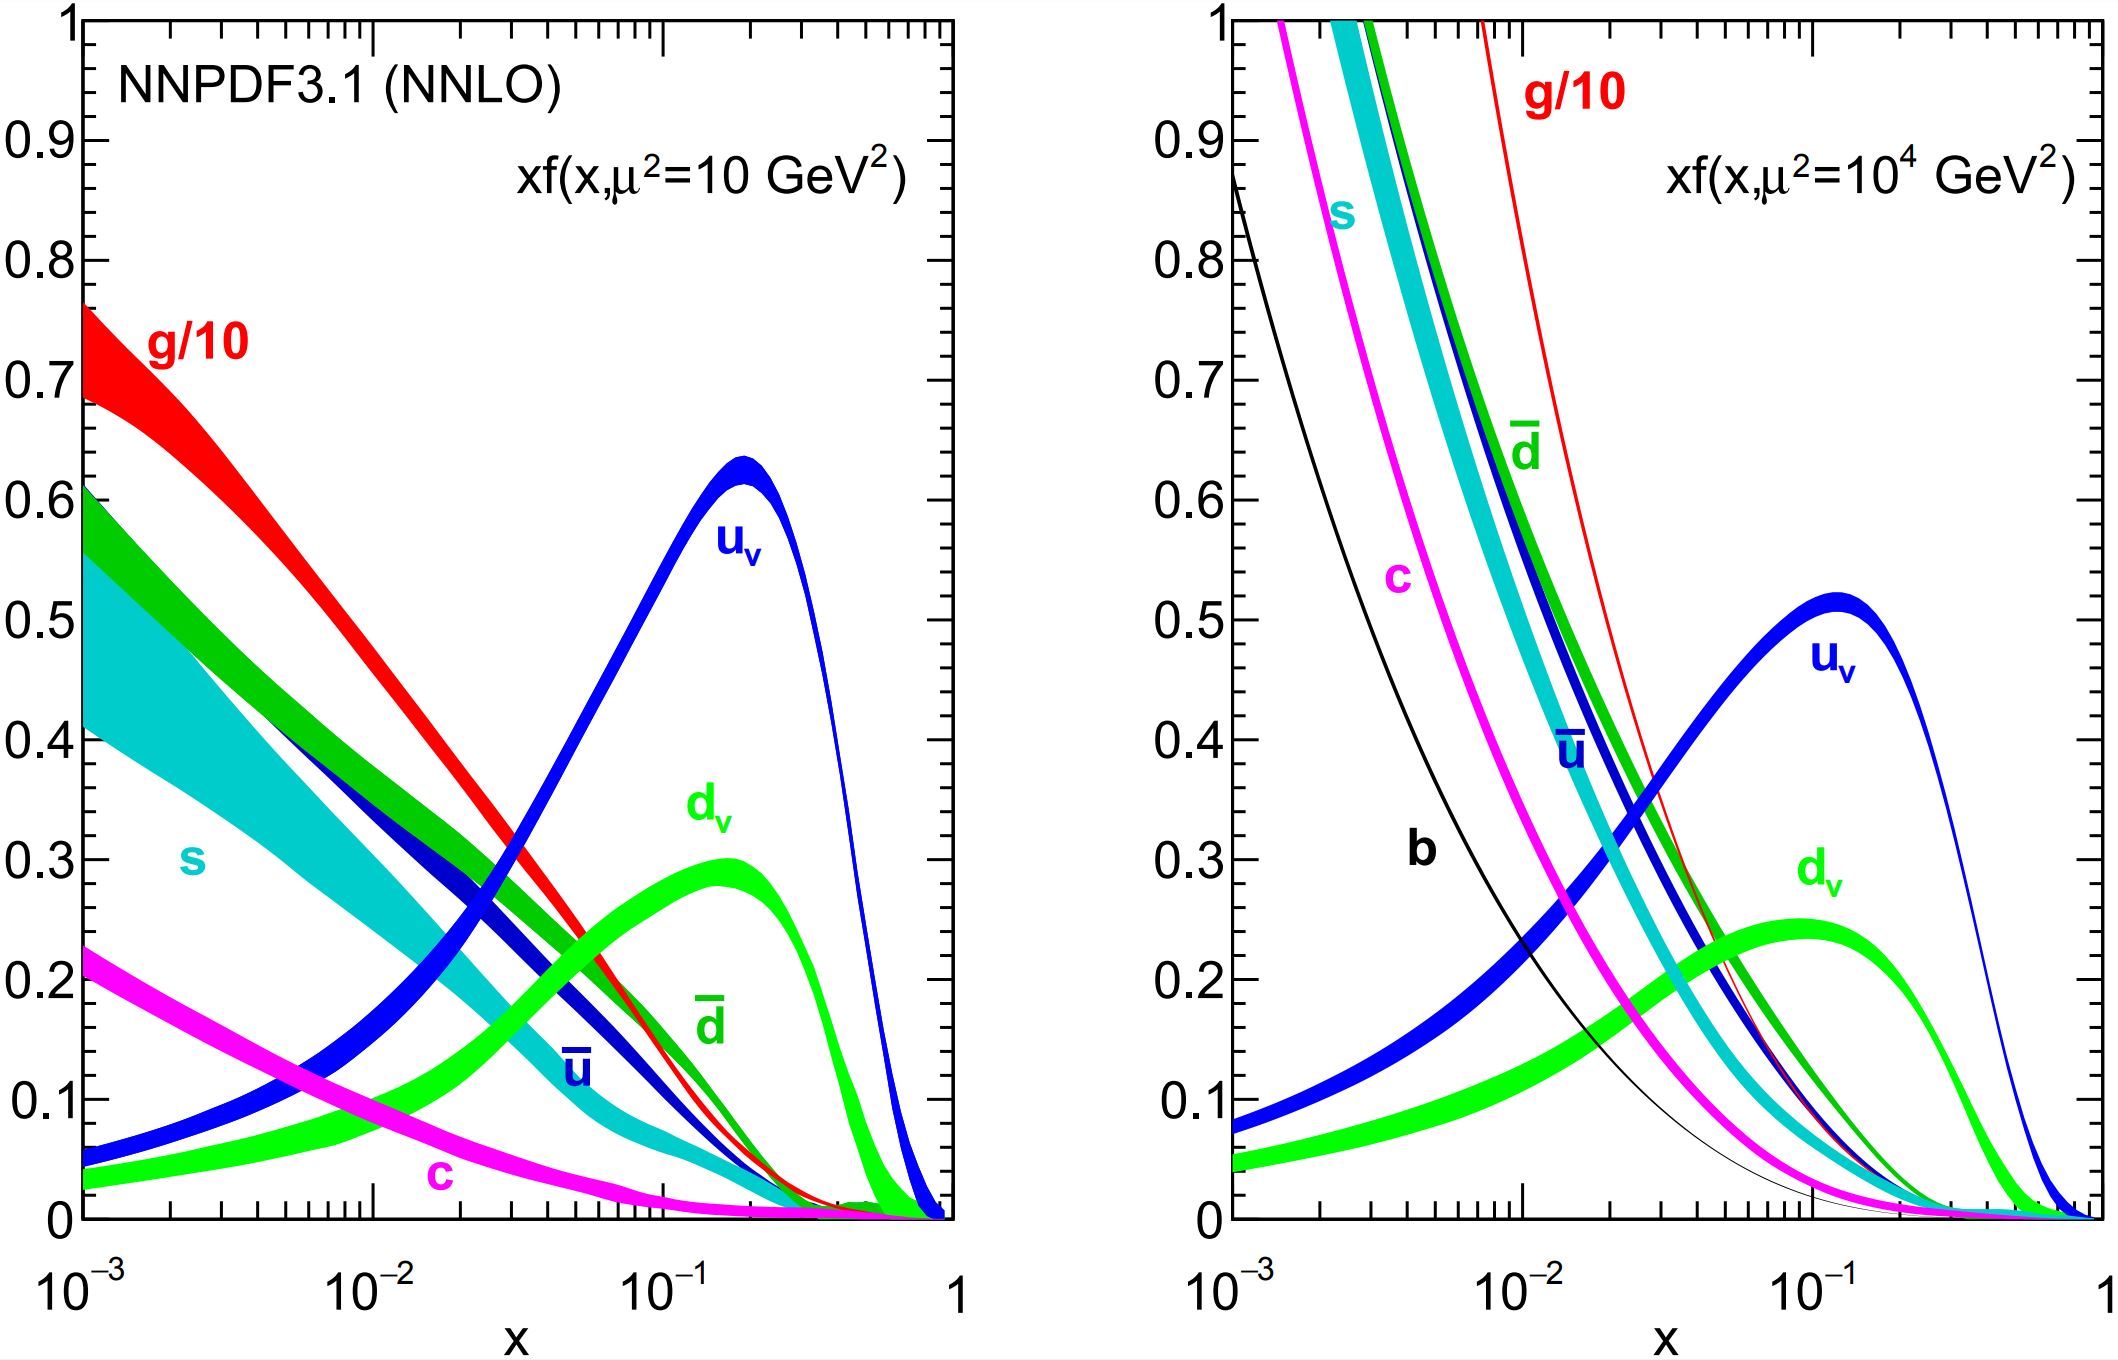 NNPDF3.1 (NNLO)
xf(x,μ²=10 GeV²)
g/10
u_v
d_v
s
d̄
ū
c
1
0.9
0.8
0.7
0.6
0.5
0.4
0.3
0.2
0.1
0
10⁻³ 10⁻² 10⁻¹ 1
x
g/10
xf(x,μ²=10⁴ GeV²)
s
d̄
c
u_v
ū
b
d_v
1
0.9
0.8
0.7
0.6
0.5
0.4
0.3
0.2
0.1
0
10⁻³ 10⁻² 10⁻¹ 1
x